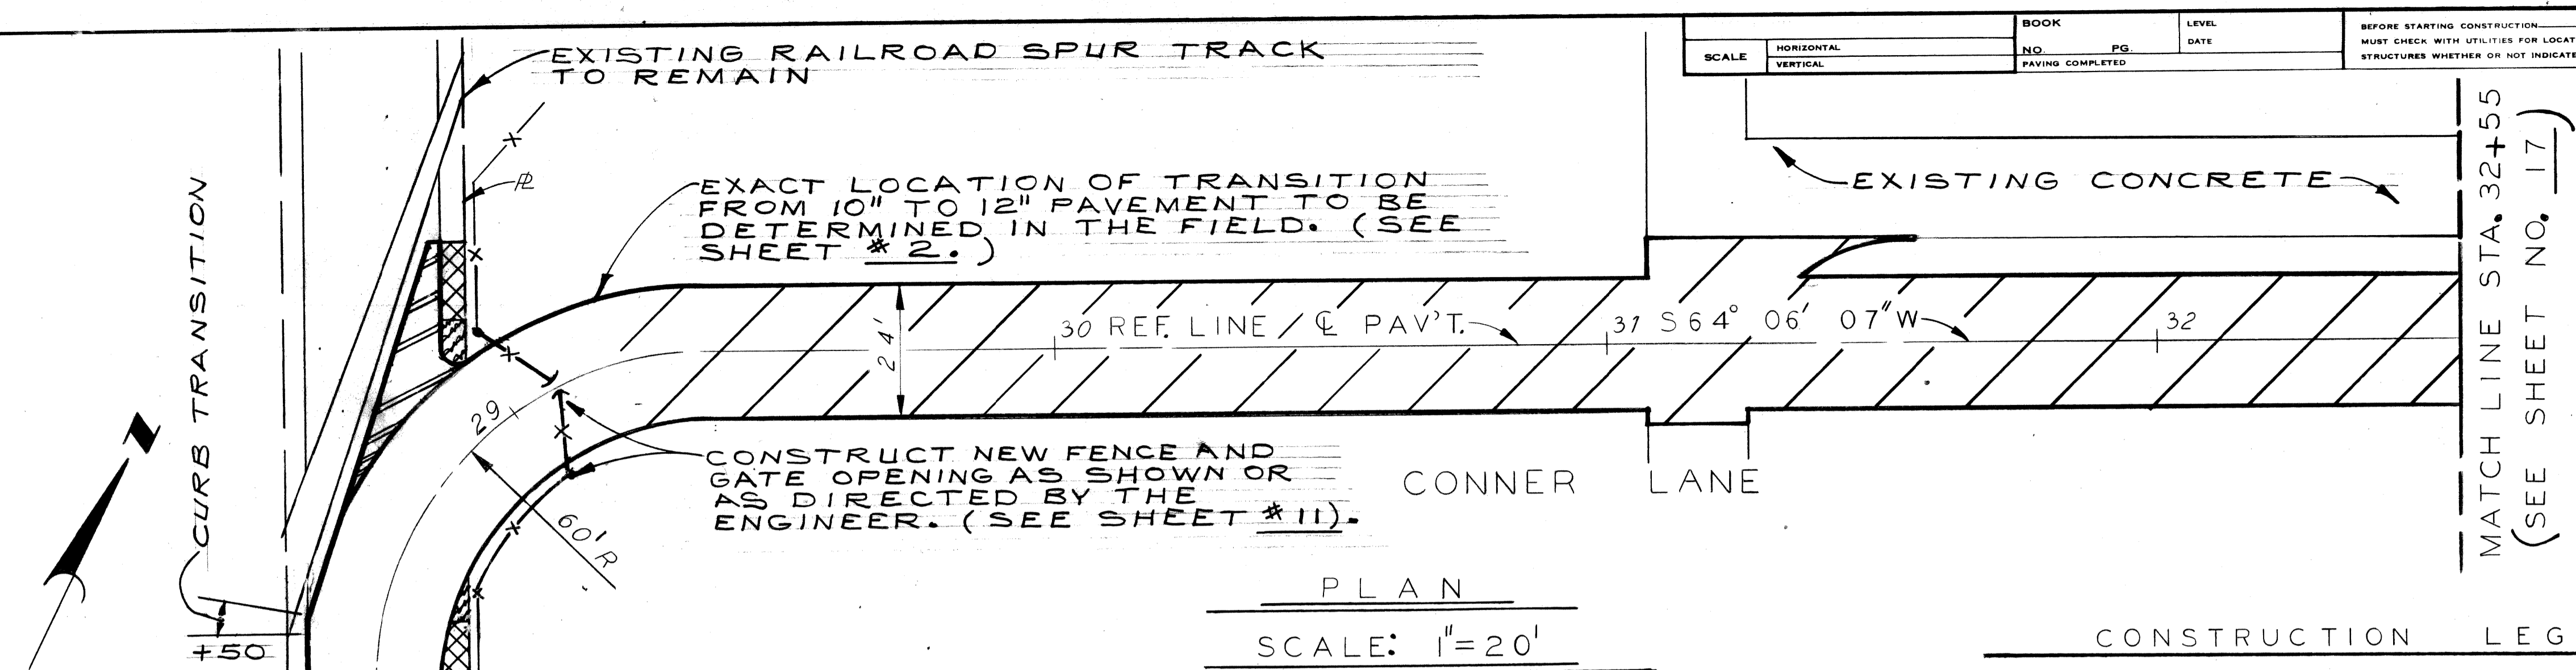 EXISTING RAILROAD SPUR TRACK
TO REMAIN
SCALE
HORIZONTAL
VERTICAL
BOOK
NO. PG.
LEVEL
DATE
PAVING COMPLETED
BEFORE STARTING CONSTRUCTION
MUST CHECK WITH UTILITIES FOR LOCAT
STRUCTURES WHETHER OR NOT INDICATE
CURB TRANSITION
PL
EXACT LOCATION OF TRANSITION
FROM 10" TO 12" PAVEMENT TO BE
DETERMINED IN THE FIELD. (SEE
SHEET #2.)
EXISTING CONCRETE
24'
30 REF. LINE / CL PAV'T.
31 S64° 06' 07"W
32
29
CONSTRUCT NEW FENCE AND
GATE OPENING AS SHOWN OR
AS DIRECTED BY THE
ENGINEER. (SEE SHEET #11).
60'R
CONNER LANE
MATCH LINE STA. 32+55
(SEE SHEET NO. 17)
N
+50
PLAN
SCALE: 1"=20'
CONSTRUCTION LEG